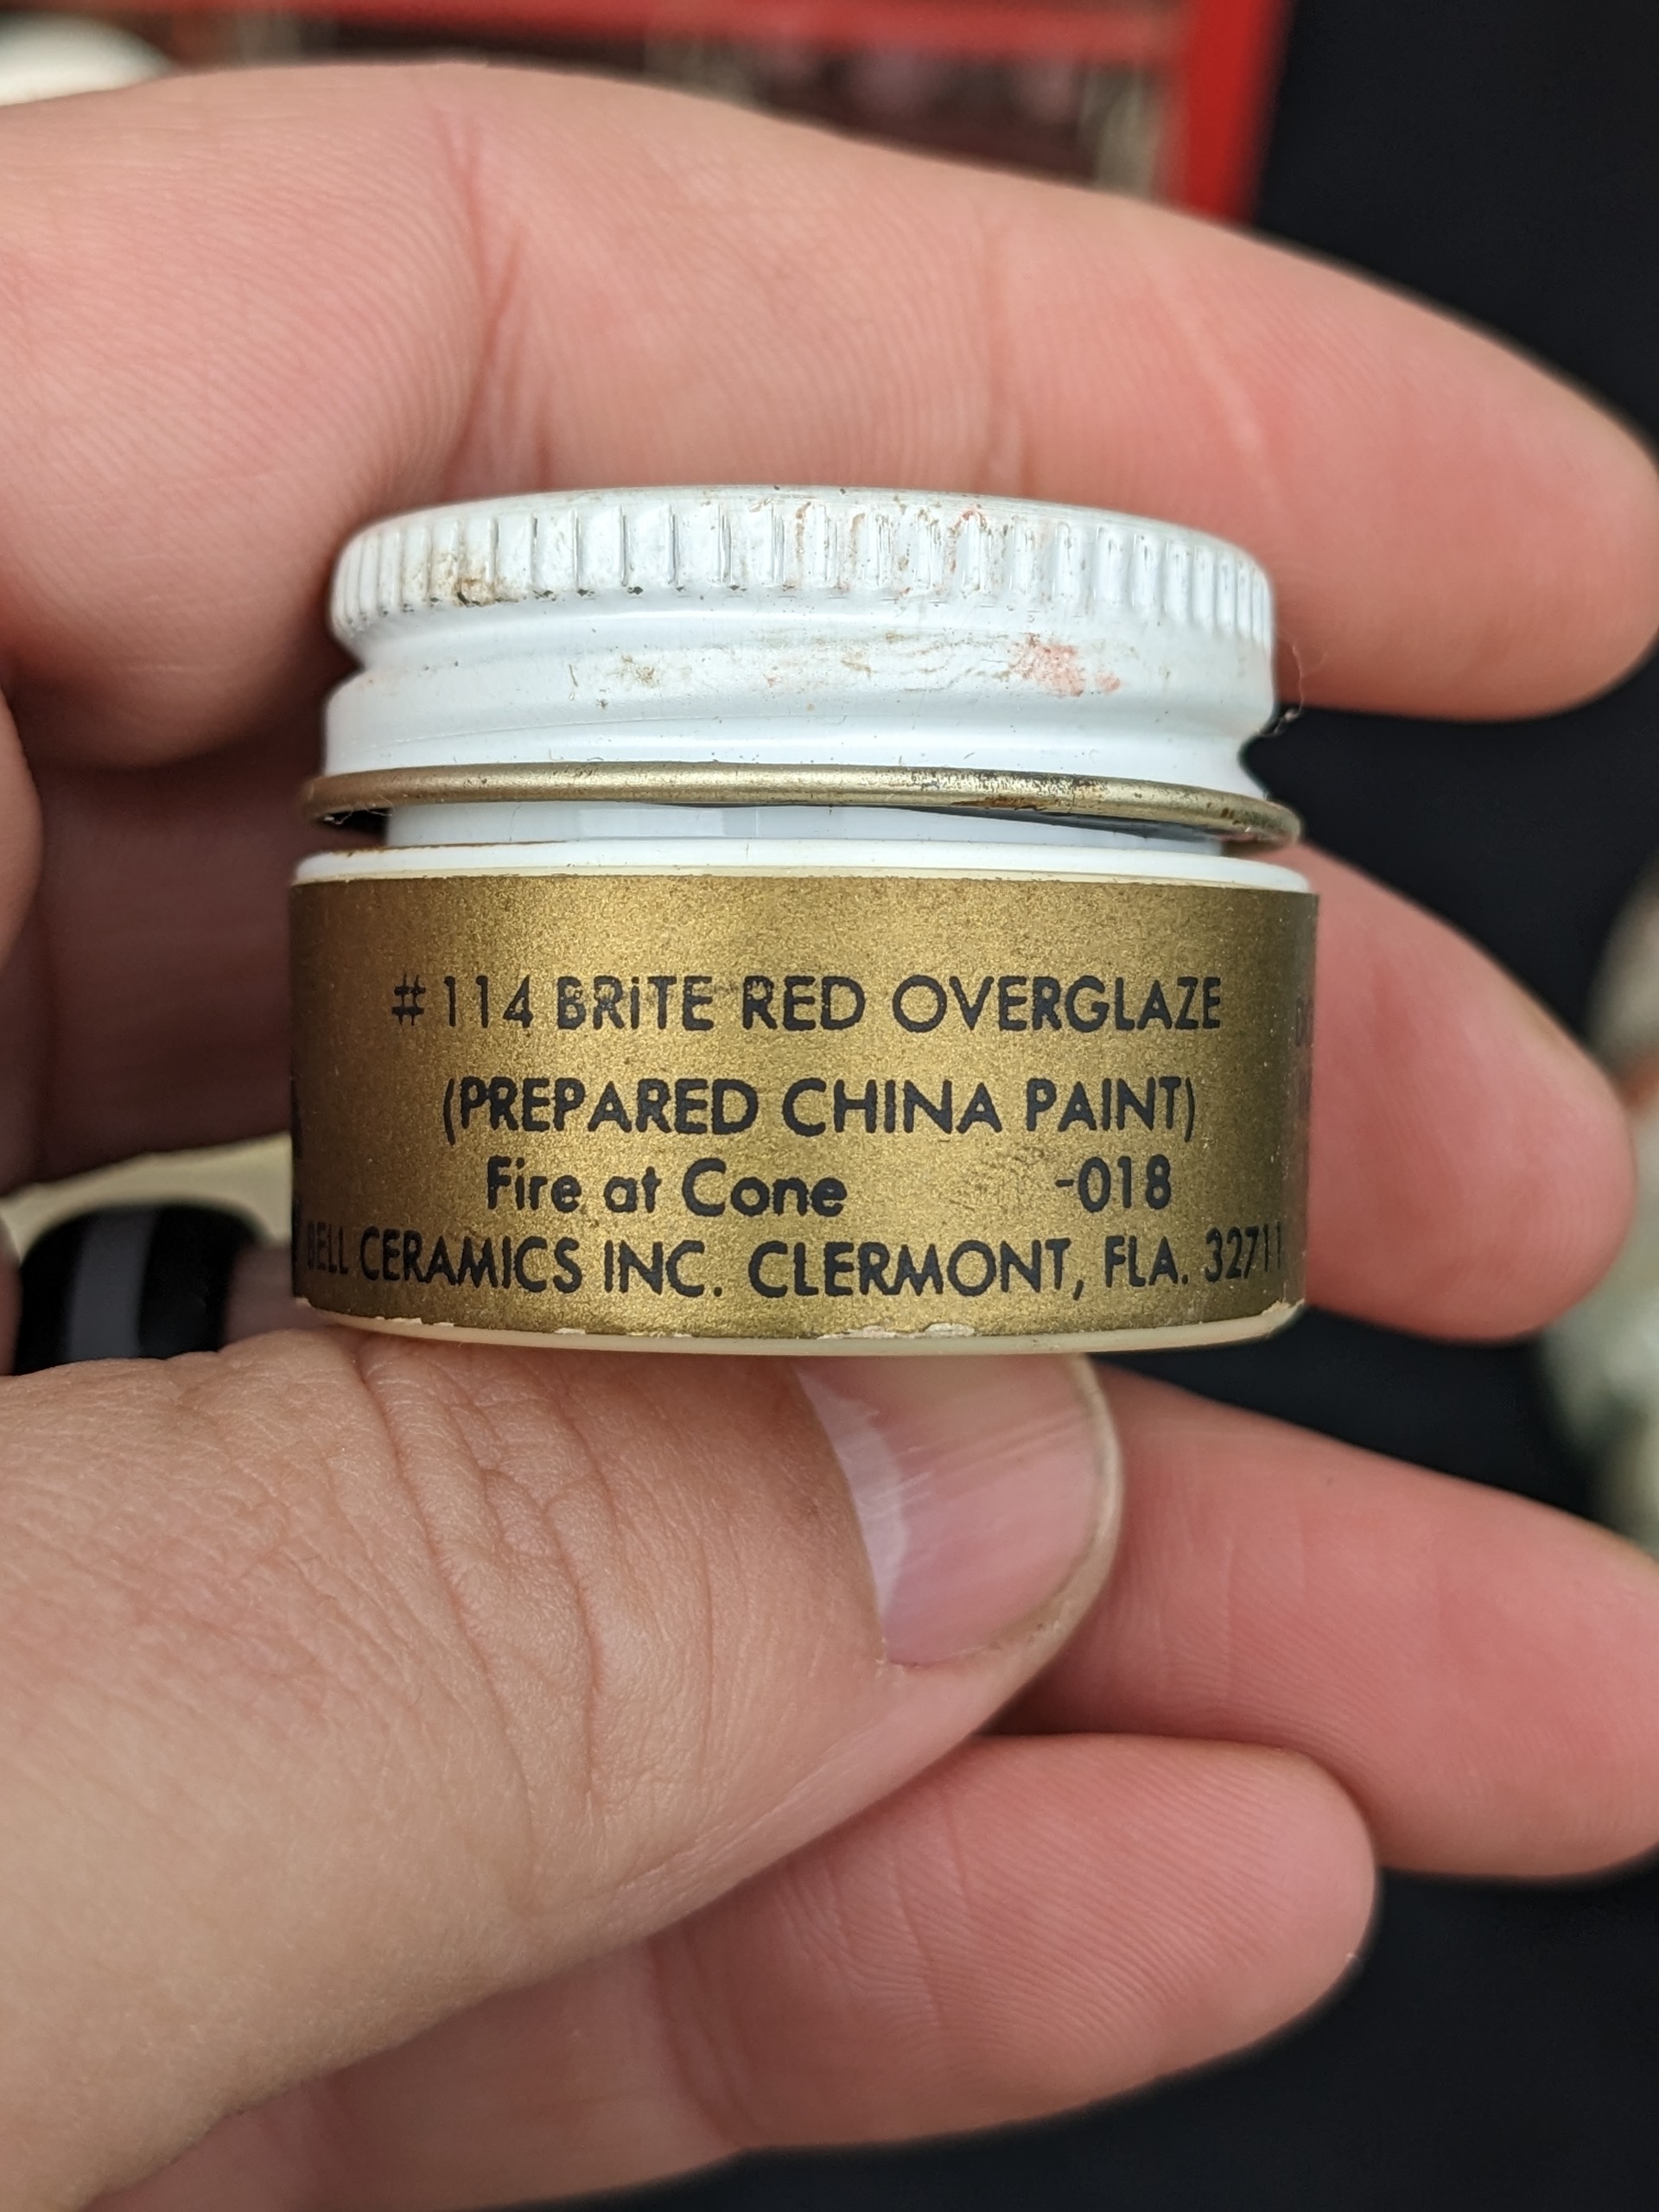 # 114 BRiTE RED OVERGLAZE
(PREPARED CHINA PAINT)
Fire at Cone -018
BELL CERAMICS INC. CLERMONT, FLA. 32711